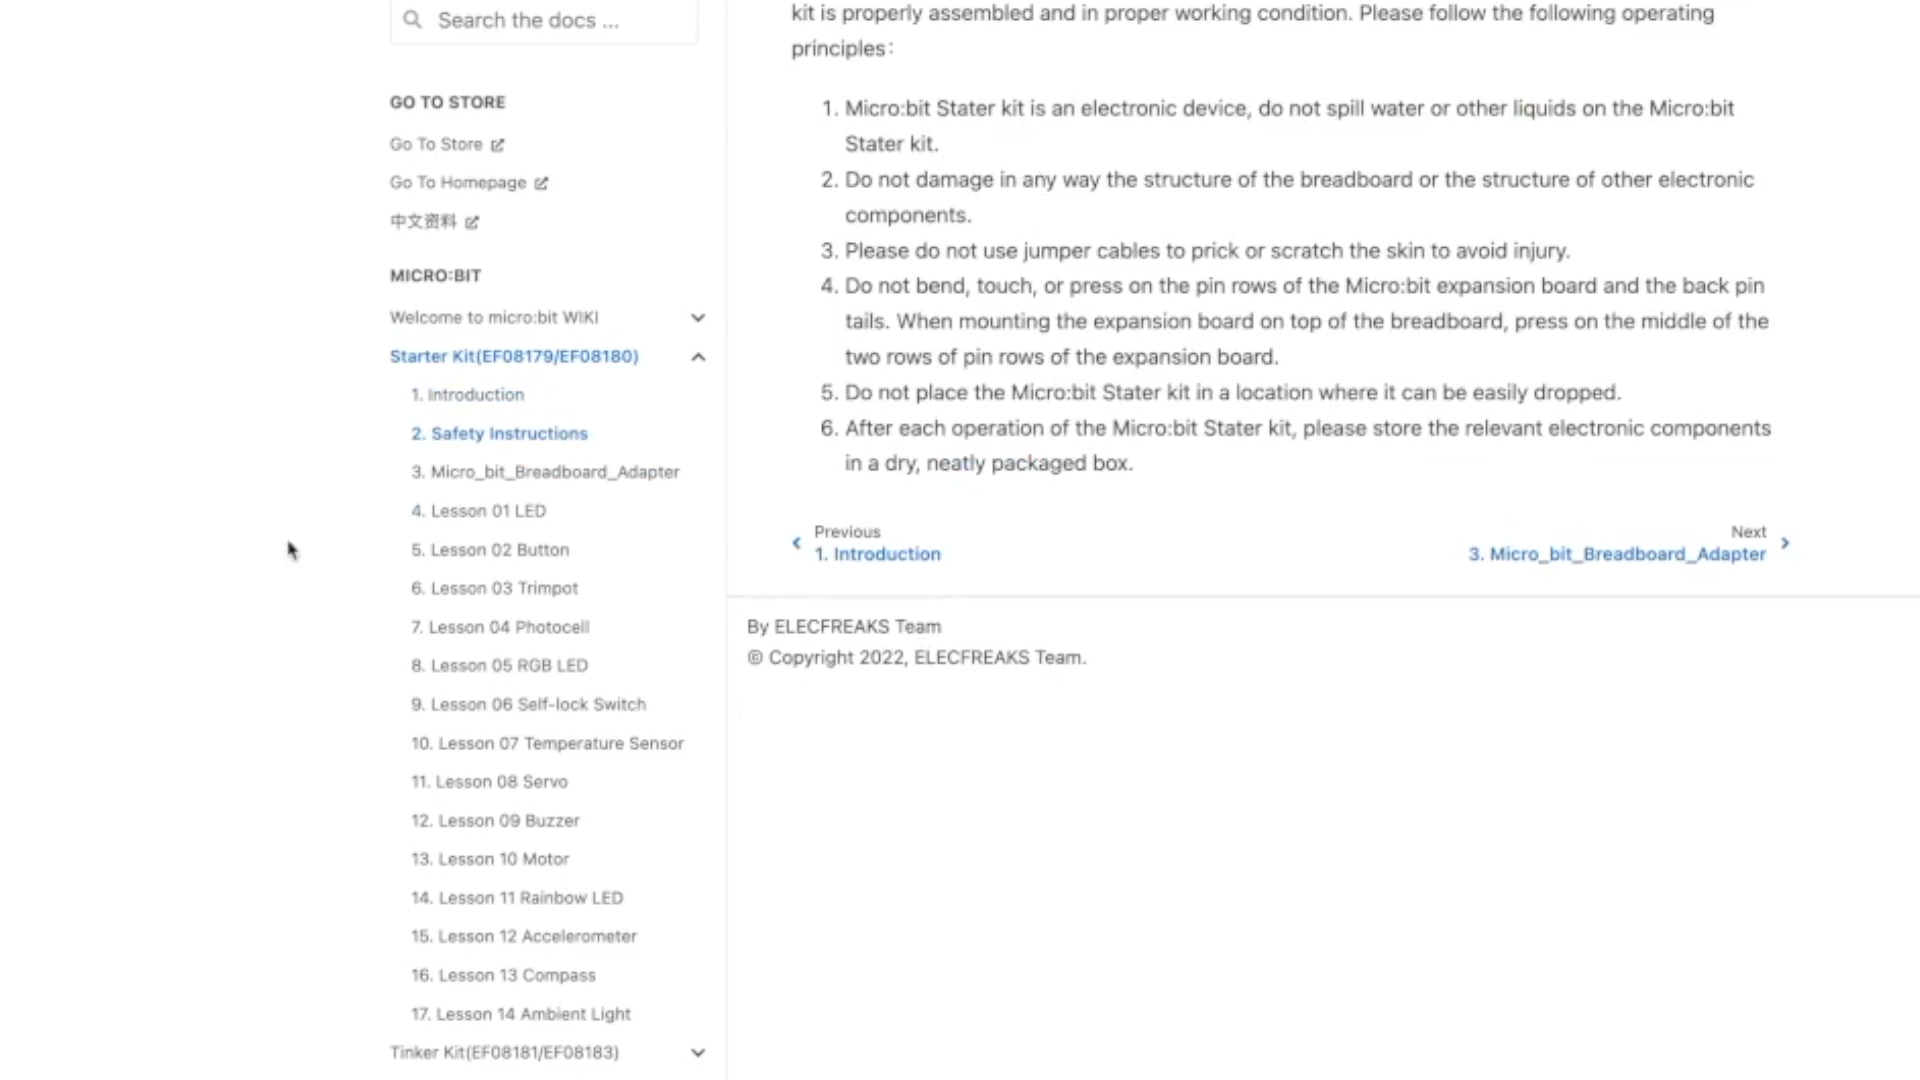 Search the docs ...
GO TO STORE
Go To Store
Go To Homepage
中文资料
MICRO:BIT
Welcome to micro:bit WIKI
Starter Kit(EF08179/EF08180)
1. Introduction
2. Safety Instructions
3. Micro_bit_Breadboard_Adapter
4. Lesson 01 LED
5. Lesson 02 Button
6. Lesson 03 Trimpot
7. Lesson 04 Photocell
8. Lesson 05 RGB LED
9. Lesson 06 Self-lock Switch
10. Lesson 07 Temperature Sensor
11. Lesson 08 Servo
12. Lesson 09 Buzzer
13. Lesson 10 Motor
14. Lesson 11 Rainbow LED
15. Lesson 12 Accelerometer
16. Lesson 13 Compass
17. Lesson 14 Ambient Light
Tinker Kit(EF08181/EF08183)
kit is properly assembled and in proper working condition. Please follow the following operating
principles：
1. Micro:bit Stater kit is an electronic device, do not spill water or other liquids on the Micro:bit
Stater kit.
2. Do not damage in any way the structure of the breadboard or the structure of other electronic
components.
3. Please do not use jumper cables to prick or scratch the skin to avoid injury.
4. Do not bend, touch, or press on the pin rows of the Micro:bit expansion board and the back pin
tails. When mounting the expansion board on top of the breadboard, press on the middle of the
two rows of pin rows of the expansion board.
5. Do not place the Micro:bit Stater kit in a location where it can be easily dropped.
6. After each operation of the Micro:bit Stater kit, please store the relevant electronic components
in a dry, neatly packaged box.
Previous
1. Introduction
Next
3. Micro_bit_Breadboard_Adapter
By ELECFREAKS Team
© Copyright 2022, ELECFREAKS Team.